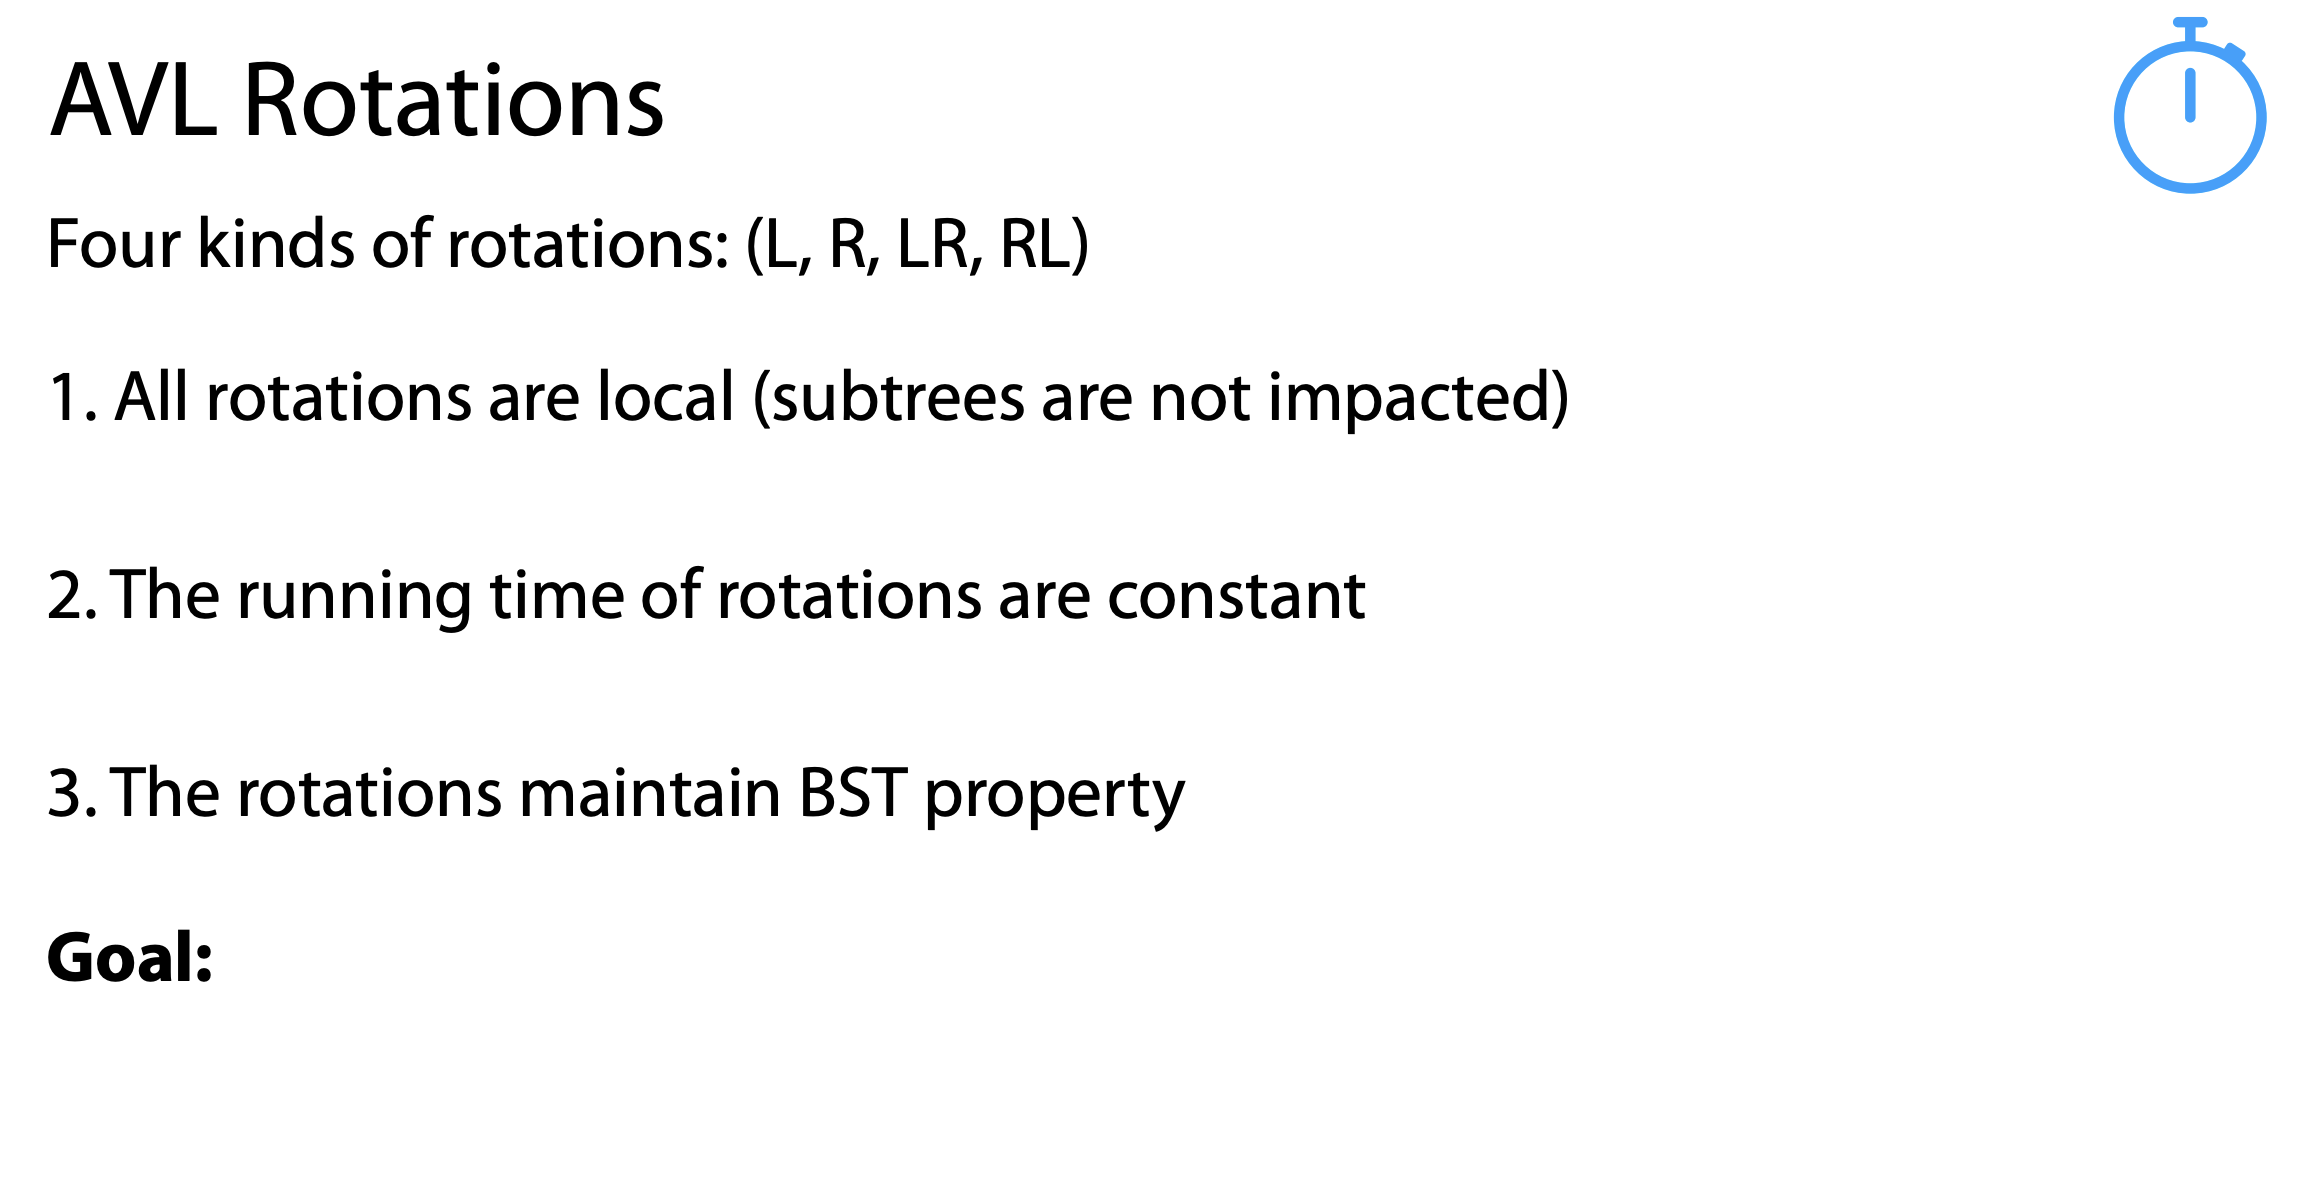 AVL Rotations
Four kinds of rotations: (L, R, LR, RL)
1. All rotations are local (subtrees are not impacted)
2. The running time of rotations are constant
3. The rotations maintain BST property
Goal: